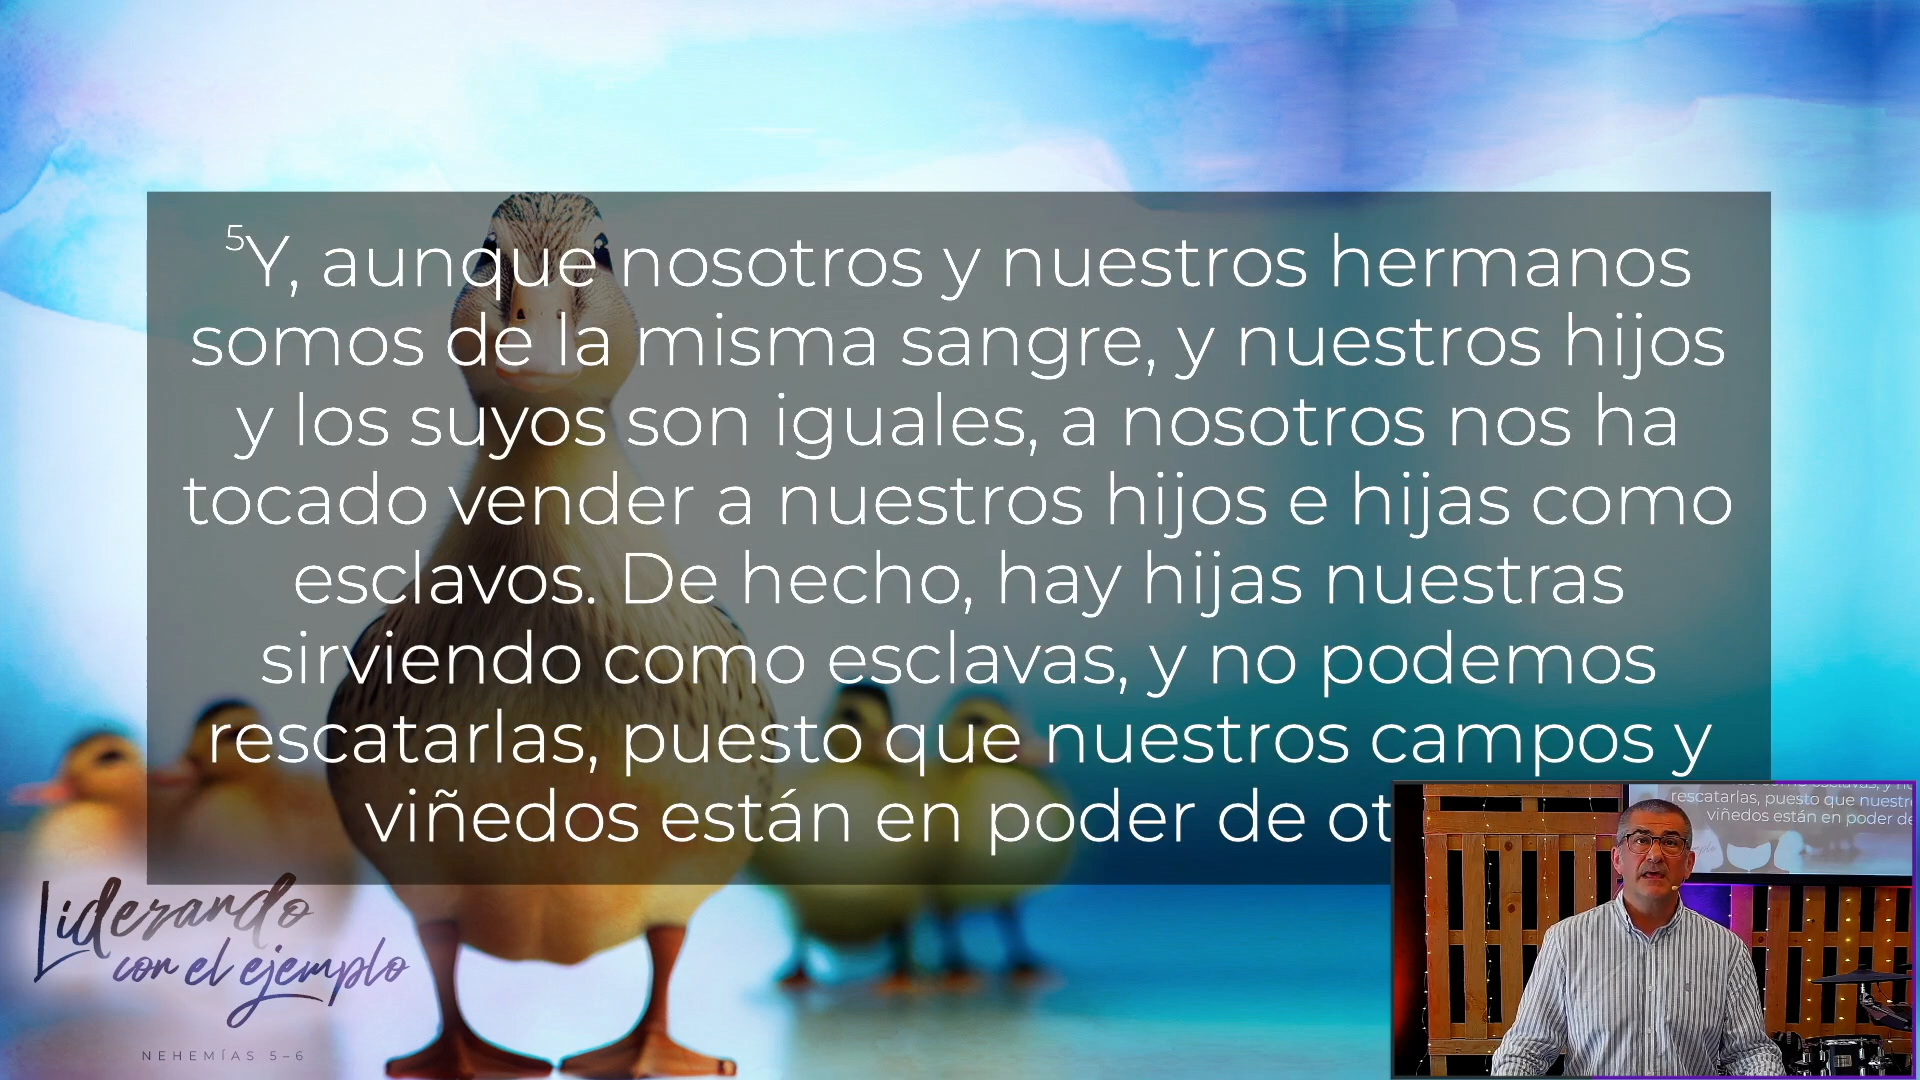 ⁵Y, aunque nosotros y nuestros hermanos
somos de la misma sangre, y nuestros hijos
y los suyos son iguales, a nosotros nos ha
tocado vender a nuestros hijos e hijas como
esclavos. De hecho, hay hijas nuestras
sirviendo como esclavas, y no podemos
rescatarlas, puesto que nuestros campos y
viñedos están en poder de ot
Liderando
con el ejemplo
NEHEMÍAS 5–6
rescatarlas, puesto que nuestr
viñedos están en poder de